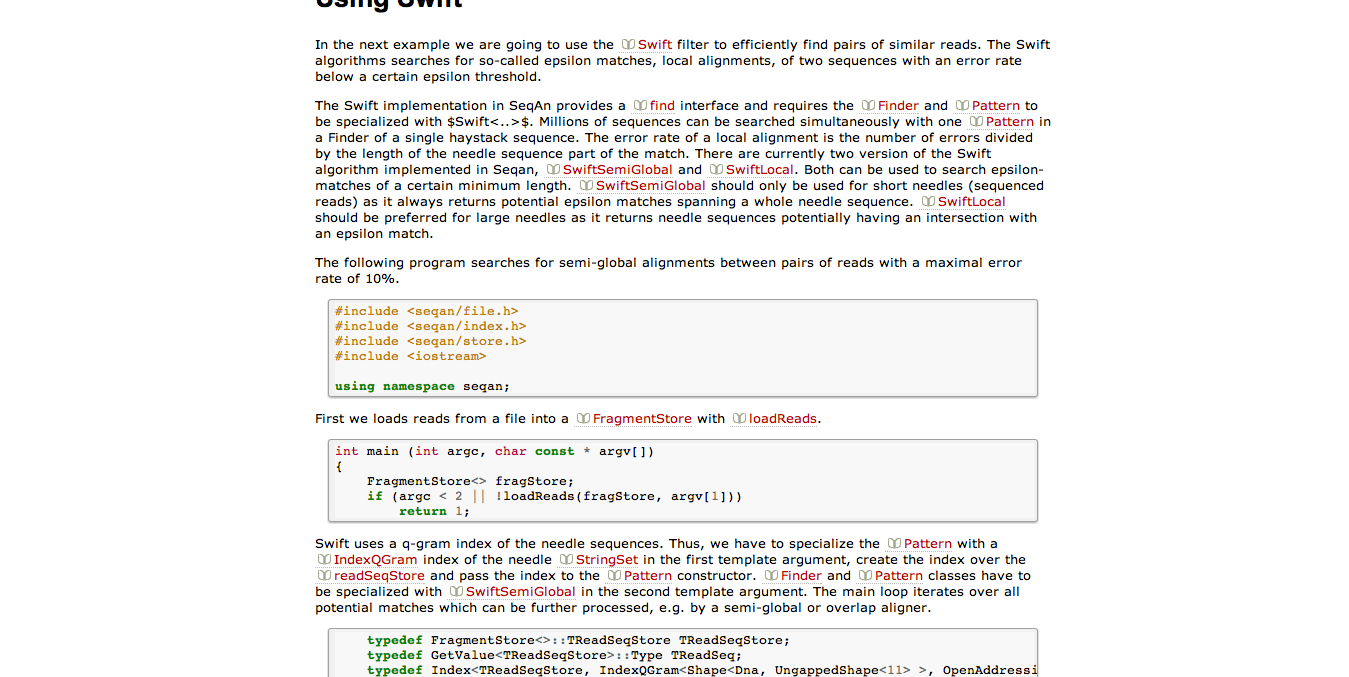 Using Swift
In the next example we are going to use the Swift filter to efficiently find pairs of similar reads. The Swift
algorithms searches for so-called epsilon matches, local alignments, of two sequences with an error rate
below a certain epsilon threshold.
The Swift implementation in SeqAn provides a find interface and requires the Finder and Pattern to
be specialized with $Swift<..>$. Millions of sequences can be searched simultaneously with one Pattern in
a Finder of a single haystack sequence. The error rate of a local alignment is the number of errors divided
by the length of the needle sequence part of the match. There are currently two version of the Swift
algorithm implemented in Seqan, SwiftSemiGlobal and SwiftLocal. Both can be used to search epsilon-
matches of a certain minimum length. SwiftSemiGlobal should only be used for short needles (sequenced
reads) as it always returns potential epsilon matches spanning a whole needle sequence. SwiftLocal
should be preferred for large needles as it returns needle sequences potentially having an intersection with
an epsilon match.
The following program searches for semi-global alignments between pairs of reads with a maximal error
rate of 10%.
#include <seqan/file.h>
#include <seqan/index.h>
#include <seqan/store.h>
#include <iostream>
using namespace seqan;
First we loads reads from a file into a FragmentStore with loadReads.
int main (int argc, char const * argv[])
{
FragmentStore<> fragStore;
if (argc < 2 || !loadReads(fragStore, argv[1]))
return 1;
Swift uses a q-gram index of the needle sequences. Thus, we have to specialize the Pattern with a
IndexQGram index of the needle StringSet in the first template argument, create the index over the
readSeqStore and pass the index to the Pattern constructor. Finder and Pattern classes have to
be specialized with SwiftSemiGlobal in the second template argument. The main loop iterates over all
potential matches which can be further processed, e.g. by a semi-global or overlap aligner.
typedef FragmentStore<>::TReadSeqStore TReadSeqStore;
typedef GetValue<TReadSeqStore>::Type TReadSeq;
typedef Index<TReadSeqStore, IndexQGram<Shape<Dna, UngappedShape<11> >, OpenAddressi